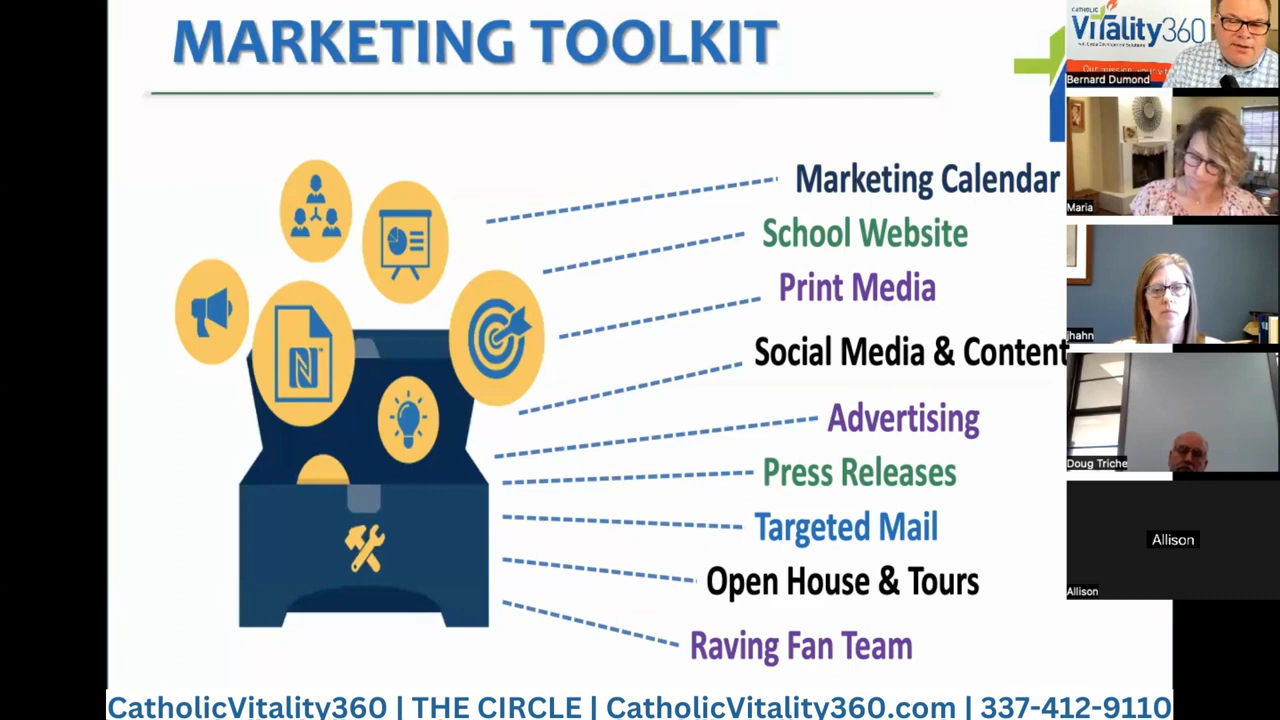 MARKETING TOOLKIT
Marketing Calendar
School Website
Print Media
Social Media & Content
Advertising
Press Releases
Targeted Mail
Open House & Tours
Raving Fan Team
CATHOLIC
Vitality360
Bernard Dumond
Maria
jhahn
Doug Triche
Allison
Allison
CatholicVitality360 | THE CIRCLE | CatholicVitality360.com | 337-412-9110